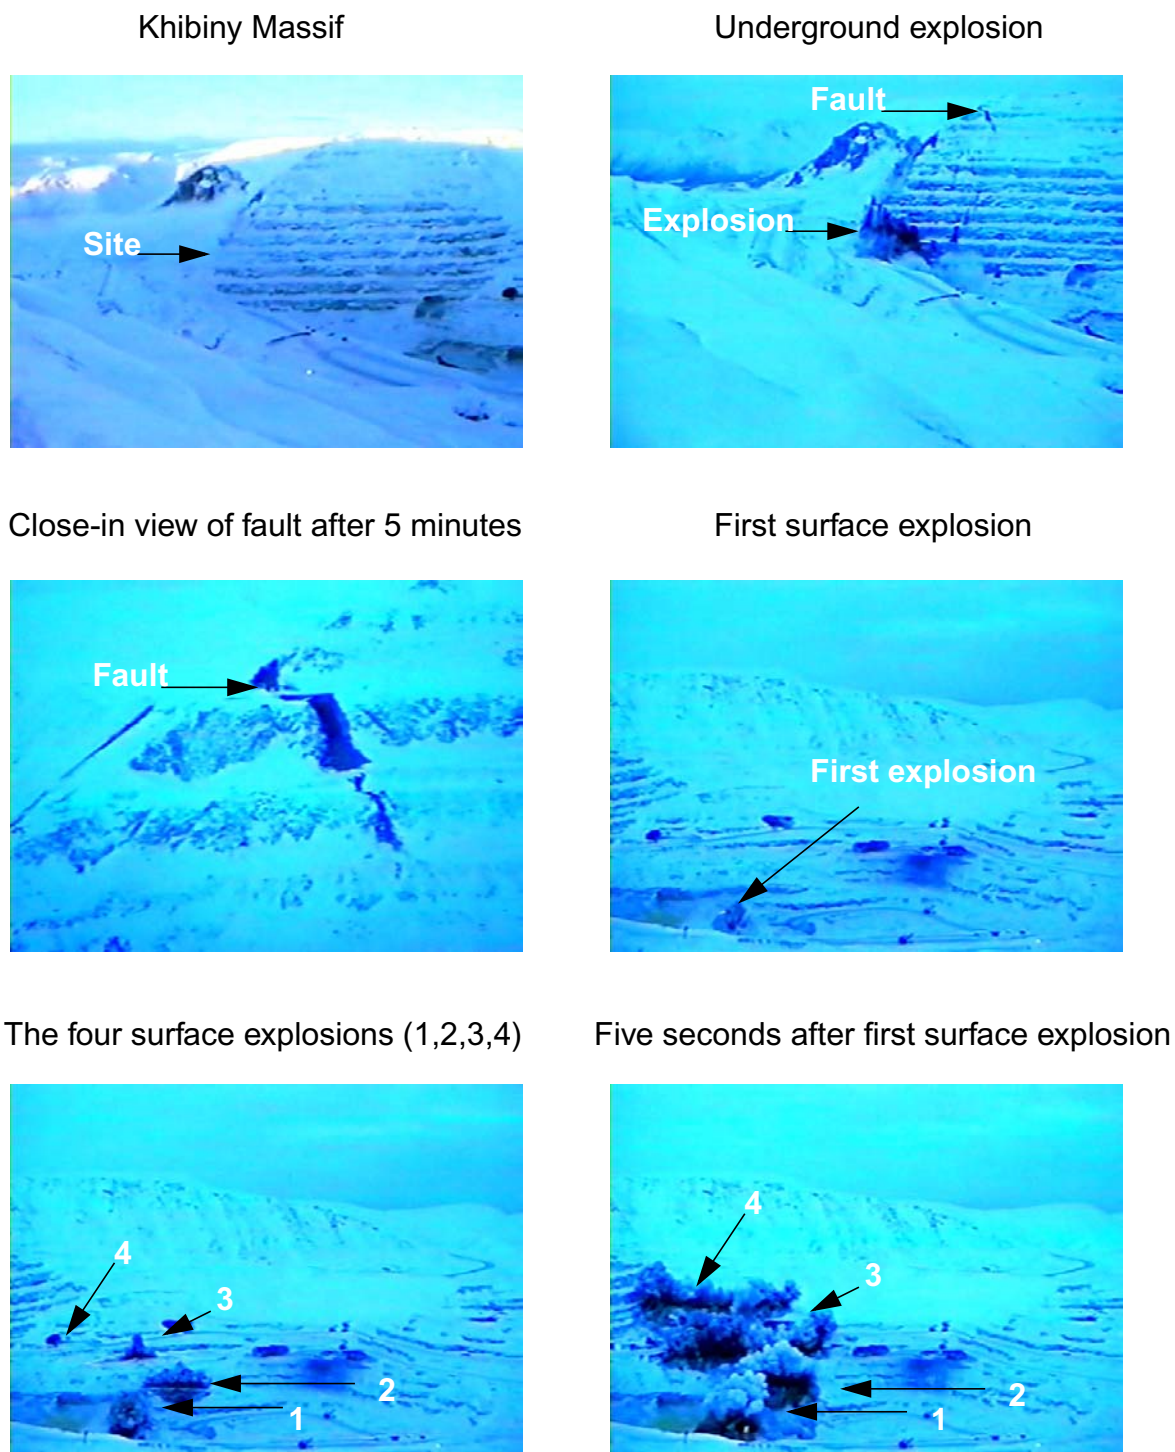 Khibiny Massif
Underground explosion
Site
Fault
Explosion
Close-in view of fault after 5 minutes
First surface explosion
Fault
First explosion
The four surface explosions (1,2,3,4)
Five seconds after first surface explosion
4
3
2
1
4
3
2
1